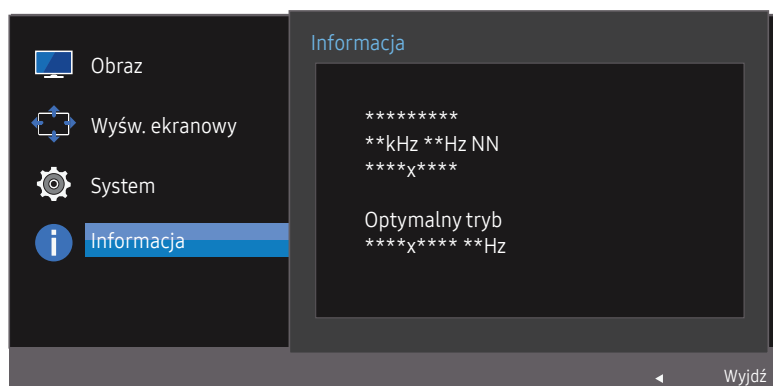 Obraz
Wyśw. ekranowy
System
Informacja
Informacja
*********
**kHz **Hz NN
****x****
Optymalny tryb
****x**** **Hz
Wyjdź